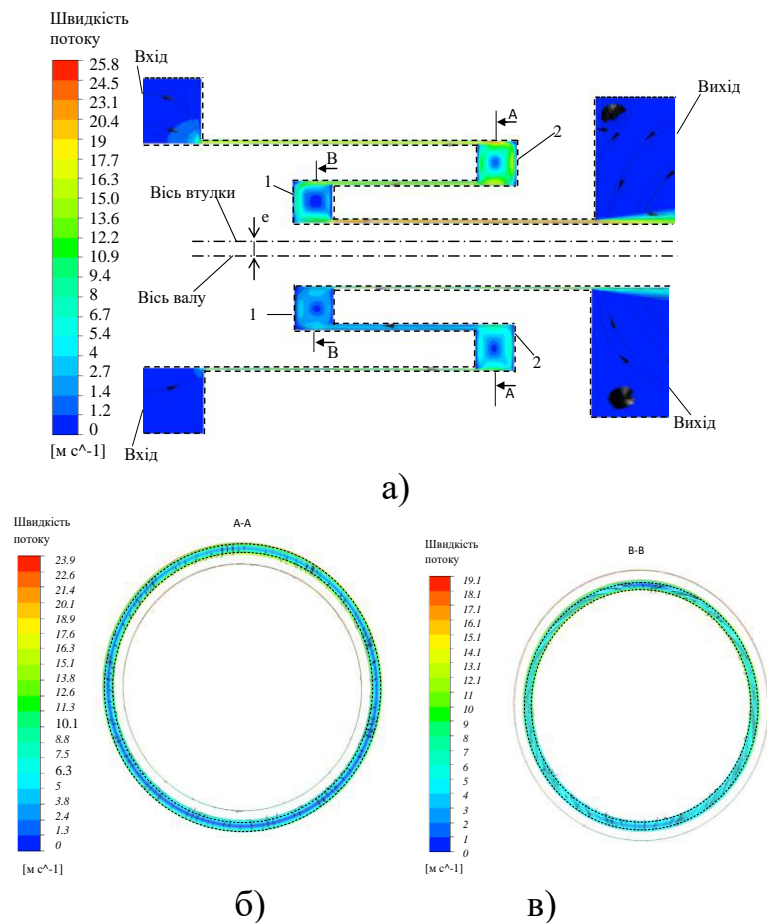 Швидкість
потоку
25.8
24.5
23.1
20.4
19
17.7
16.3
15.0
13.6
12.2
10.9
9.4
8
6.7
5.4
4
2.7
1.4
1.2
0
[м с^-1]
Вхід
Вихід
A
2
B
1
Вісь втулки
e
Вісь валу
1
B
2
A
Вхід
Вихід
а)
Швидкість
потоку
23.9
22.6
21.4
20.1
18.9
17.6
16.3
15.1
13.8
12.6
11.3
10.1
8.8
7.5
6.3
5
3.8
2.4
1.3
0
[м с^-1]
A-A
Швидкість
потоку
19.1
18.1
17.1
16.1
15.1
14.1
13.1
12.1
11.1
10
9
8
7
6
5
4
3
2
1
0
[м с^-1]
B-B
б)
в)